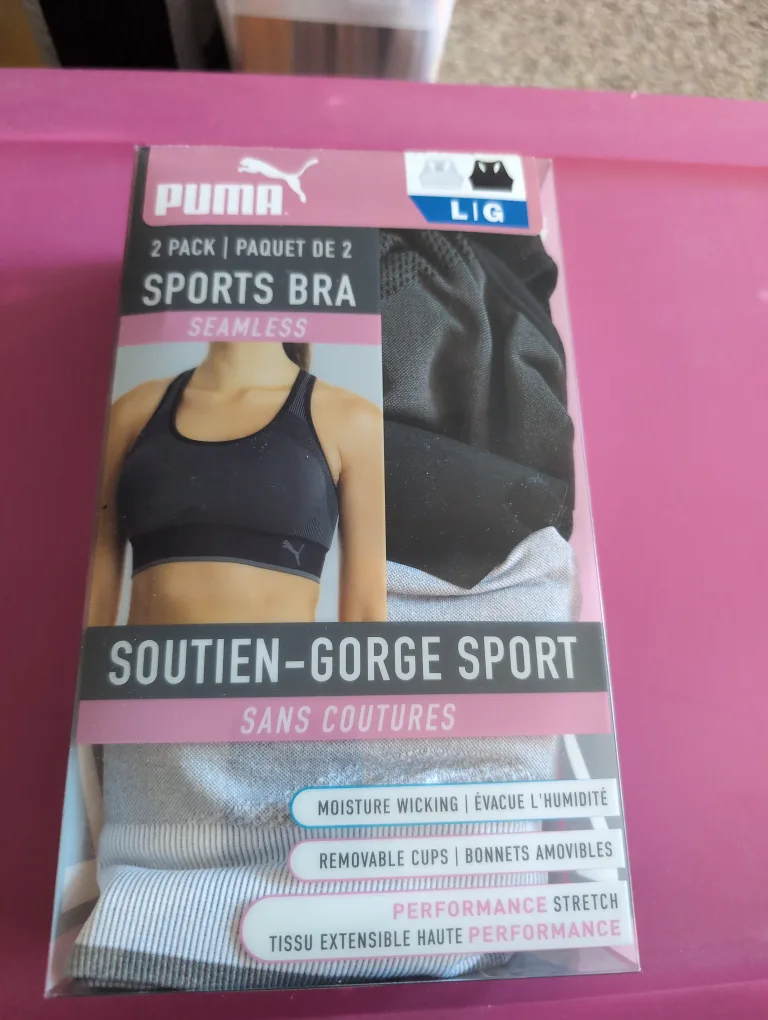 PUMA
L|G
2 PACK | PAQUET DE 2
SPORTS BRA
SEAMLESS
SOUTIEN-GORGE SPORT
SANS COUTURES
MOISTURE WICKING | ÉVACUE L'HUMIDITÉ
REMOVABLE CUPS | BONNETS AMOVIBLES
PERFORMANCE STRETCH
TISSU EXTENSIBLE HAUTE PERFORMANCE